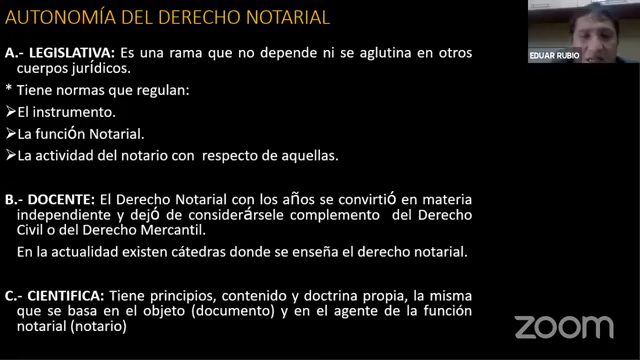 AUTONOMÍA DEL DERECHO NOTARIAL
A.- LEGISLATIVA: Es una rama que no depende ni se aglutina en otros
cuerpos jurídicos.
* Tiene normas que regulan:
➢El instrumento.
➢La función Notarial.
➢La actividad del notario con respecto de aquellas.
B.- DOCENTE: El Derecho Notarial con los años se convirtió en materia
independiente y dejó de considerársele complemento del Derecho
Civil o del Derecho Mercantil.
En la actualidad existen cátedras donde se enseña el derecho notarial.
C.- CIENTIFICA: Tiene principios, contenido y doctrina propia, la misma
que se basa en el objeto (documento) y en el agente de la función
notarial (notario)
EDUAR RUBIO
zoom